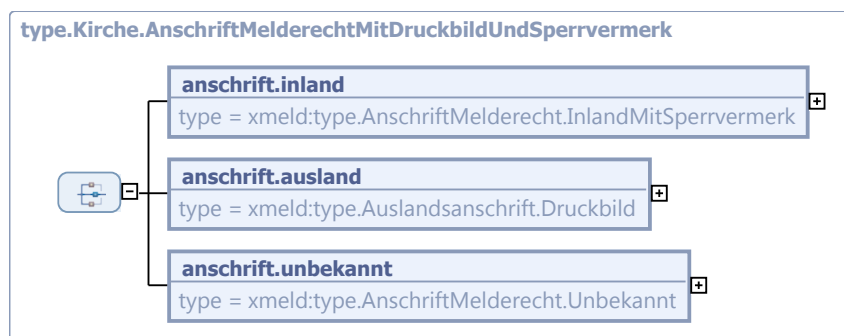 type.Kirche.AnschriftMelderechtMitDruckbildUndSperrvermerk
anschrift.inland
type = xmeld:type.AnschriftMelderecht.InlandMitSperrvermerk
anschrift.ausland
type = xmeld:type.Auslandsanschrift.Druckbild
anschrift.unbekannt
type = xmeld:type.AnschriftMelderecht.Unbekannt